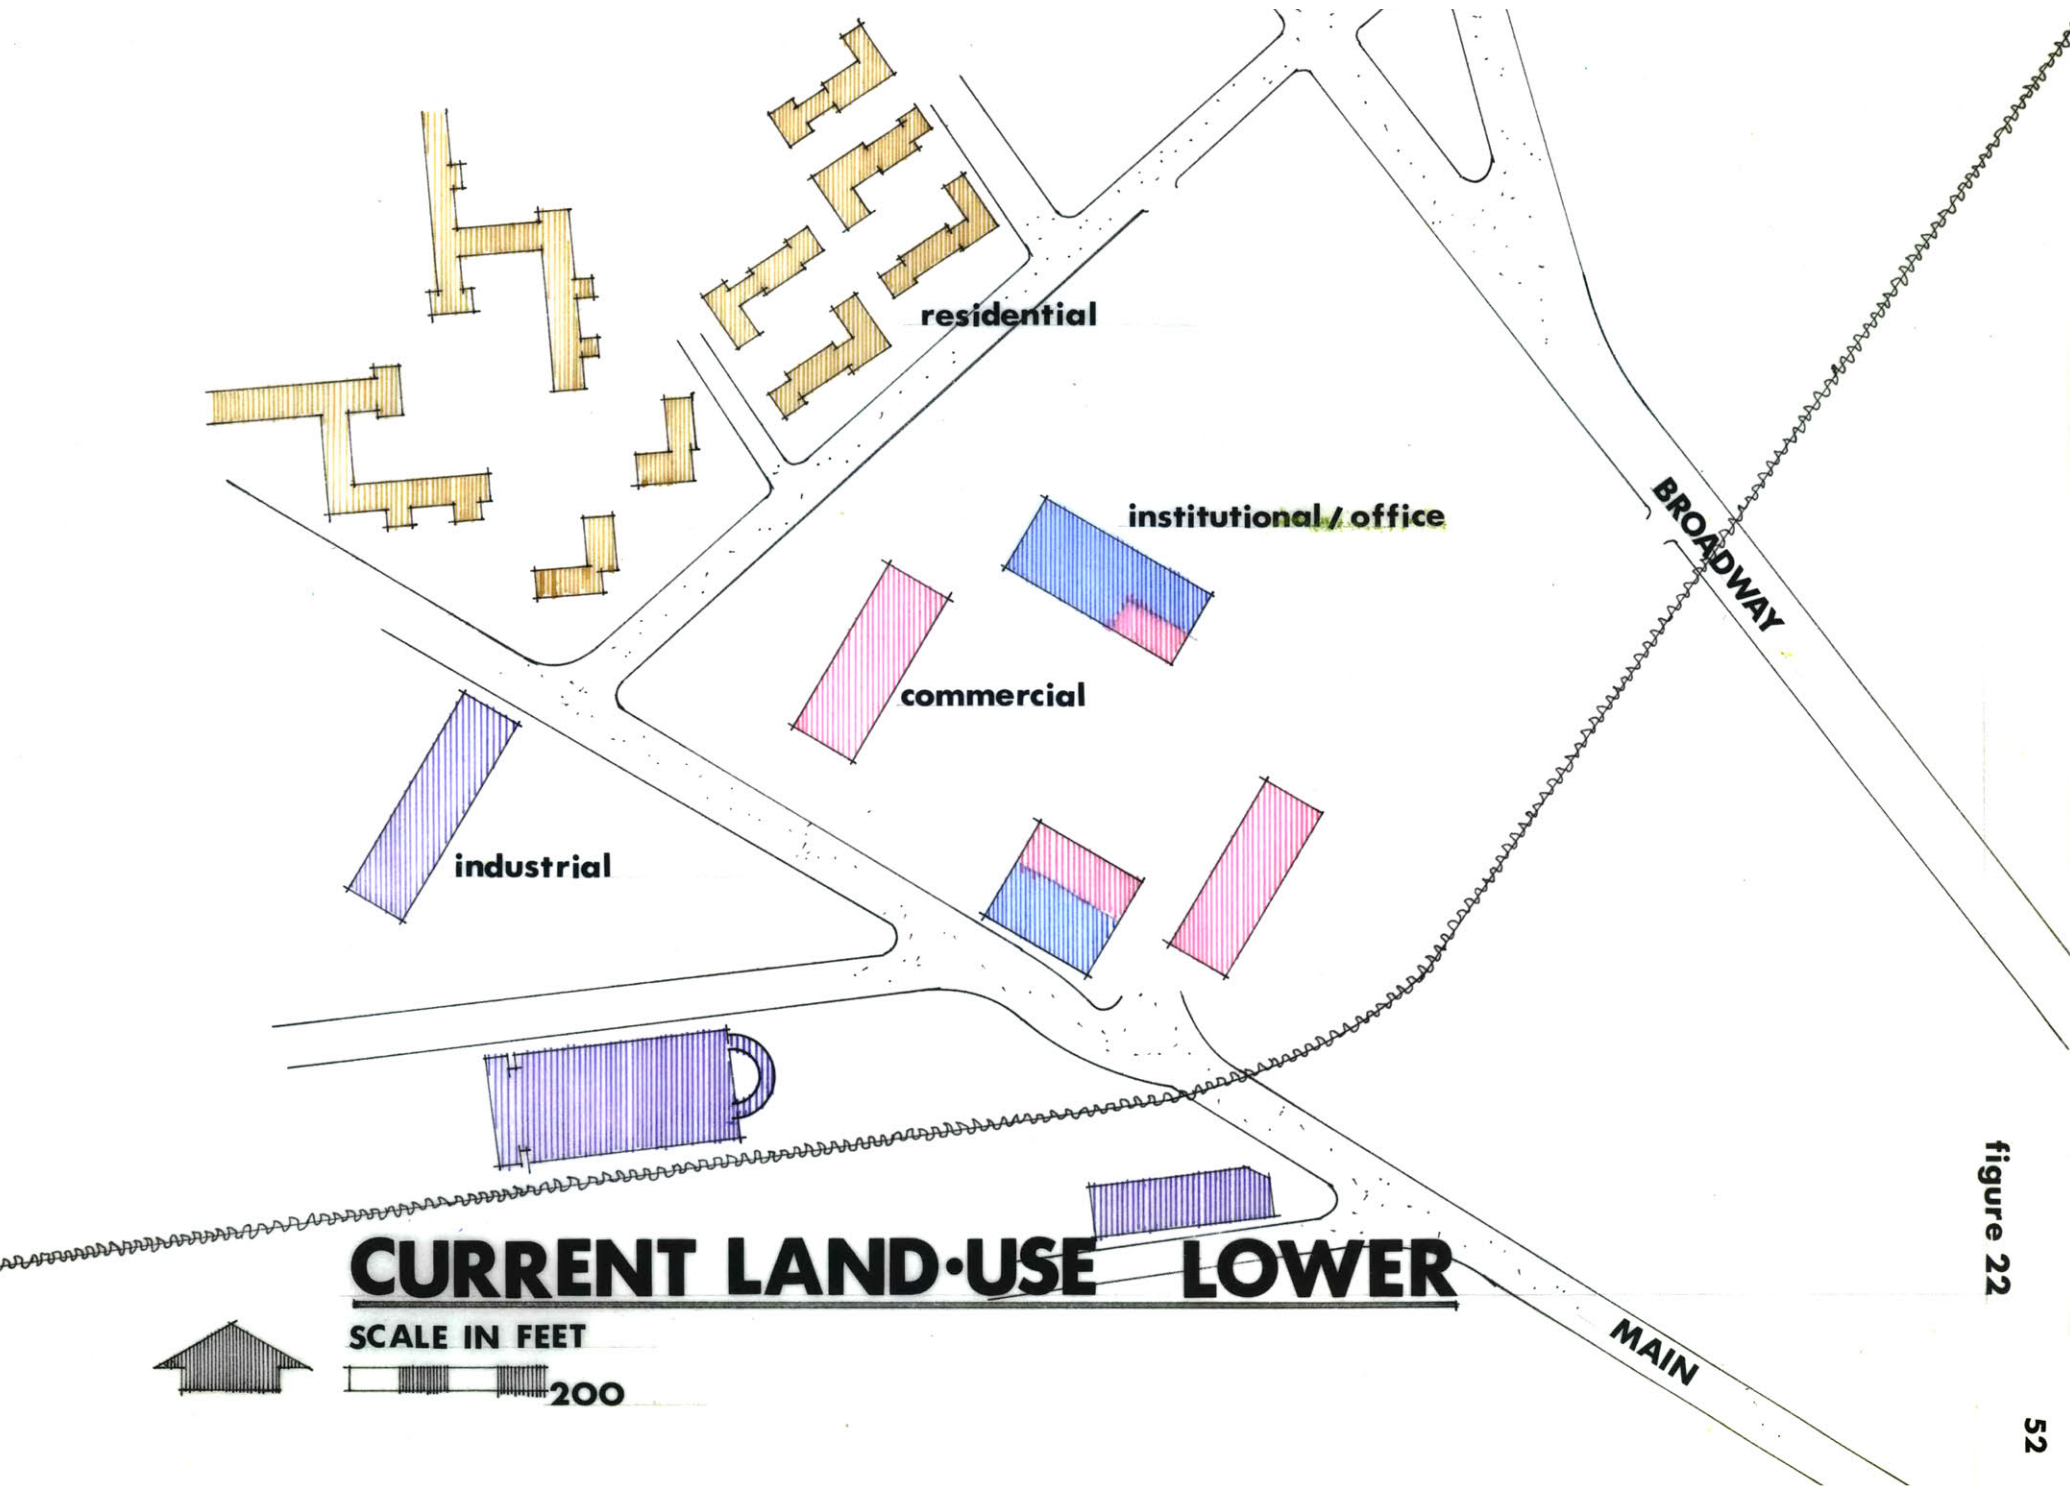 residential
institutional / office
BROADWAY
commercial
industrial
CURRENT LAND•USE LOWER
SCALE IN FEET
200
MAIN
figure 22
52